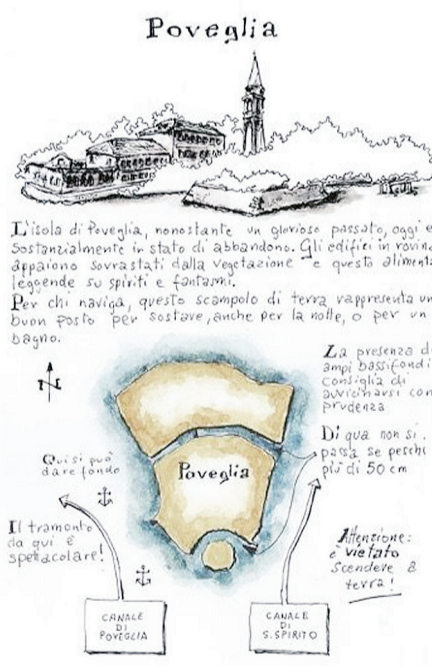 Poveglia
L'isola di Poveglia, nonostante un glorioso passato, oggi e
sostanzialmente in stato di abbandono. Gli edifici in rovina
appaiono sovrastati dalla vegetazione e questo alimenta
leggende su spiriti e fantasmi.
Per chi naviga, questo scampolo di terra rappresenta un
buon posto per sostare, anche per la notte, o per un
bagno.
La presenza di
ampi bassifondi
consiglia di
avvicinarsi con
prudenza
N
Di qua non si
passa se peschi
più di 50 cm
Qui si può
dare fondo
Poveglia
Il tramonto
da qui è
spettacolare!
Attenzione:
è vietato
scendere a
terra!
CANALE
DI
POVEGLIA
CANALE
DI
S.SPIRITO